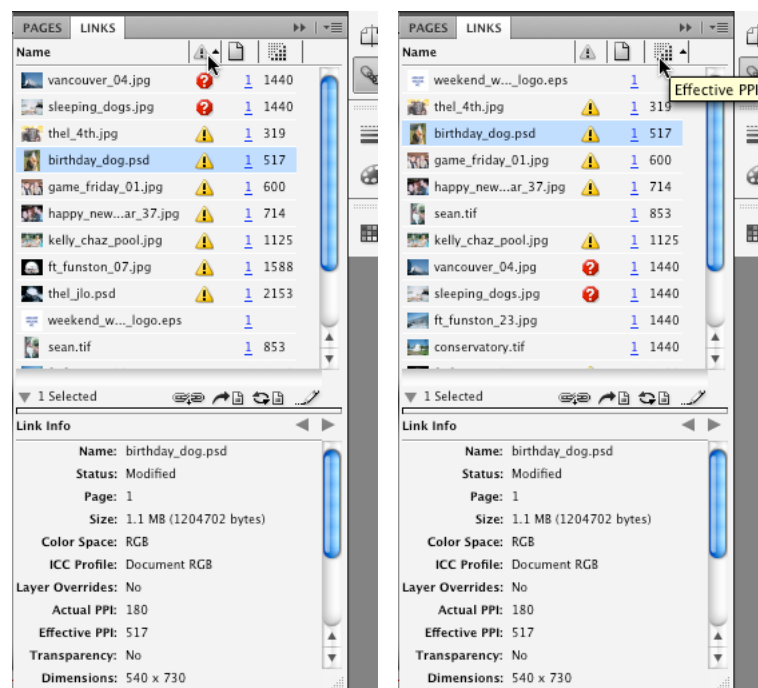 PAGES LINKS
Name
vancouver_04.jpg 1 1440
sleeping_dogs.jpg 1 1440
thel_4th.jpg 1 319
birthday_dog.psd 1 517
game_friday_01.jpg 1 600
happy_new...ar_37.jpg 1 714
kelly_chaz_pool.jpg 1 1125
ft_funston_07.jpg 1 1588
thel_jlo.psd 1 2153
weekend_w..._logo.eps 1
sean.tif 1 853
1 Selected
Link Info
Name: birthday_dog.psd
Status: Modified
Page: 1
Size: 1.1 MB (1204702 bytes)
Color Space: RGB
ICC Profile: Document RGB
Layer Overrides: No
Actual PPI: 180
Effective PPI: 517
Transparency: No
Dimensions: 540 x 730
PAGES LINKS
Name
Effective PPI
weekend_w..._logo.eps 1
thel_4th.jpg 1 319
birthday_dog.psd 1 517
game_friday_01.jpg 1 600
happy_new...ar_37.jpg 1 714
sean.tif 1 853
kelly_chaz_pool.jpg 1 1125
vancouver_04.jpg 1 1440
sleeping_dogs.jpg 1 1440
ft_funston_23.jpg 1 1440
conservatory.tif 1 1440
1 Selected
Link Info
Name: birthday_dog.psd
Status: Modified
Page: 1
Size: 1.1 MB (1204702 bytes)
Color Space: RGB
ICC Profile: Document RGB
Layer Overrides: No
Actual PPI: 180
Effective PPI: 517
Transparency: No
Dimensions: 540 x 730